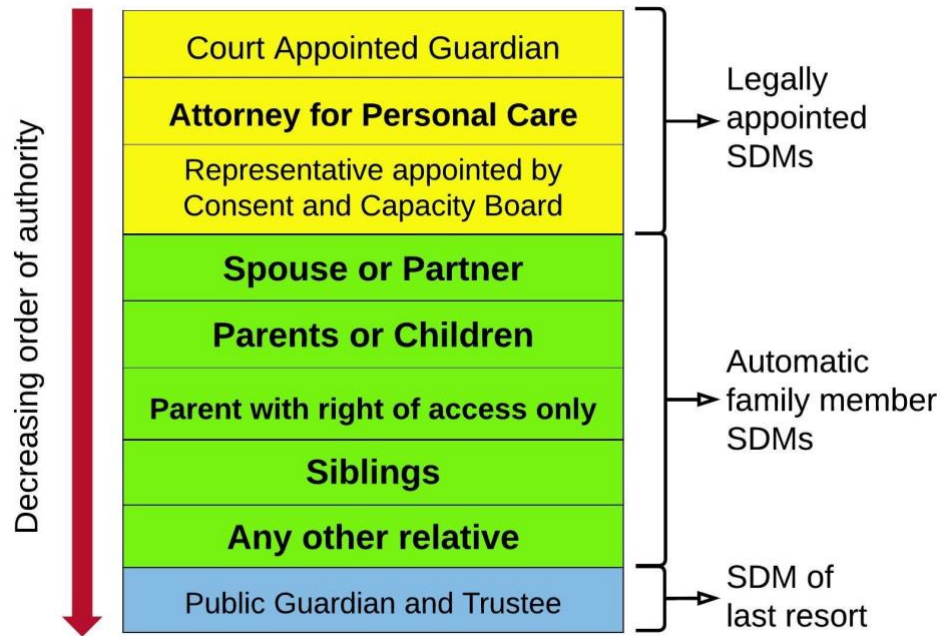 Decreasing order of authority
Court Appointed Guardian
Attorney for Personal Care
Representative appointed by
Consent and Capacity Board
Legally
appointed
SDMs
Spouse or Partner
Parents or Children
Parent with right of access only
Siblings
Any other relative
Automatic
family member
SDMs
Public Guardian and Trustee
SDM of
last resort